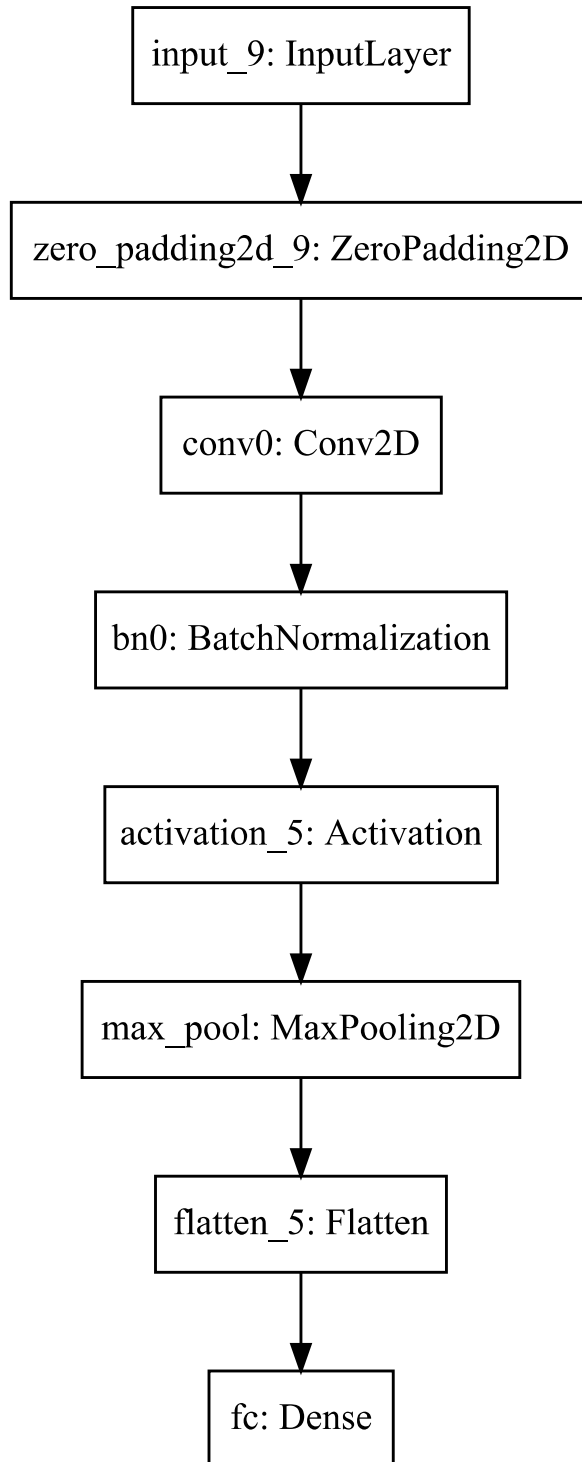 input_9: InputLayer
zero_padding2d_9: ZeroPadding2D
conv0: Conv2D
bn0: BatchNormalization
activation_5: Activation
max_pool: MaxPooling2D
flatten_5: Flatten
fc: Dense